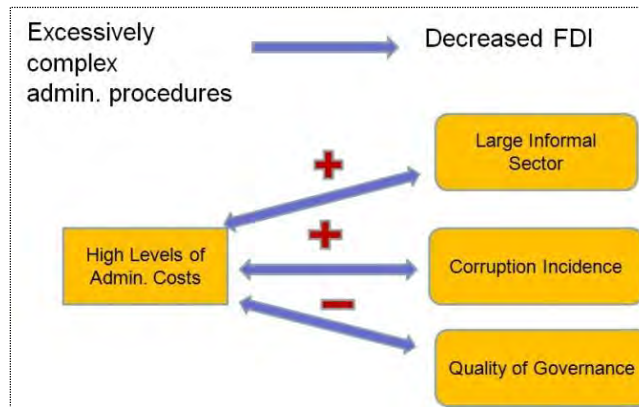 Excessively
complex
admin. procedures
Decreased FDI
+
Large Informal
Sector
+
High Levels of
Admin. Costs
Corruption Incidence
−
Quality of Governance